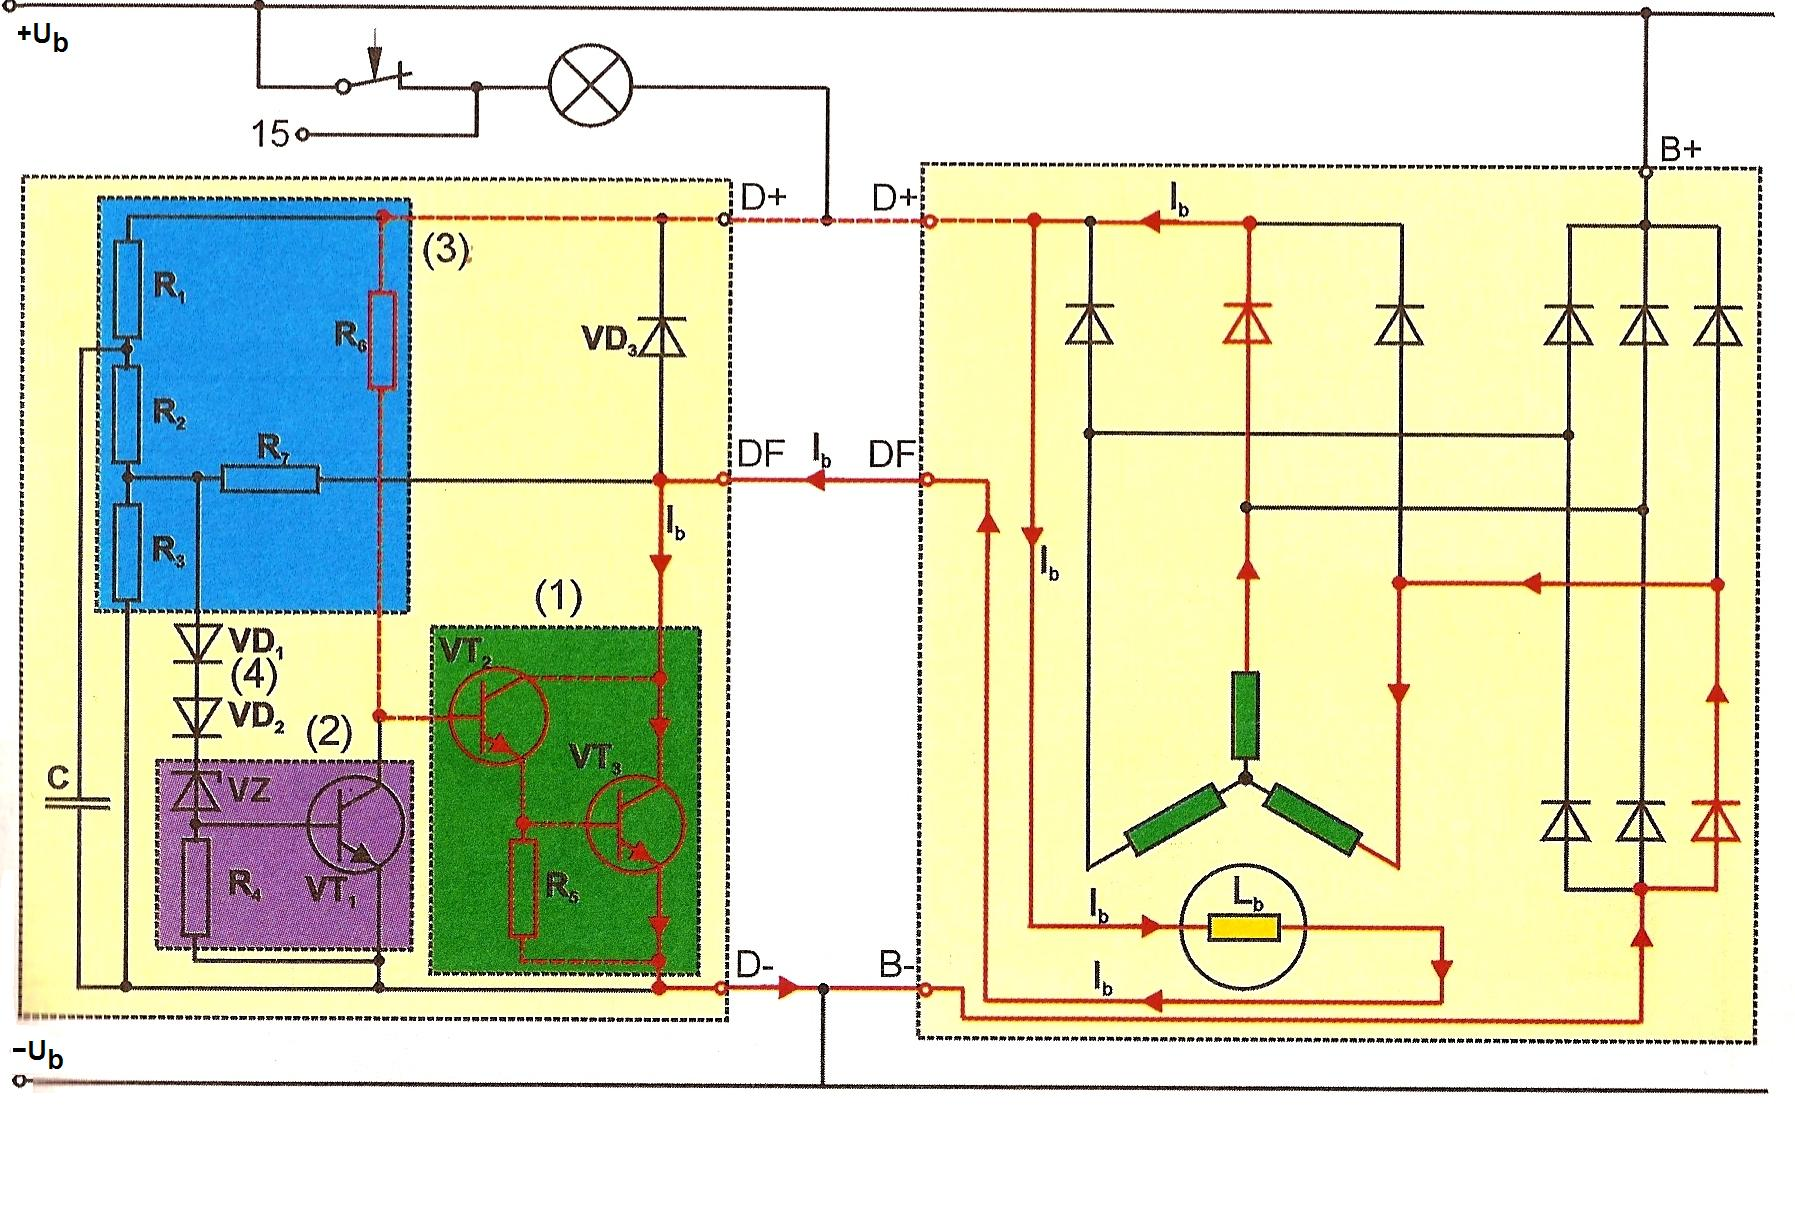 +Ub
15
B+
D+
D+
Ib
(3)
R1
R6
VD3
R2
R7
DF
Ib
DF
Ib
R3
Ib
(1)
VD1
(4)
VT2
VD2
(2)
VT3
C
VZ
R4
VT1
R5
Ib
Lb
D-
B-
Ib
−Ub